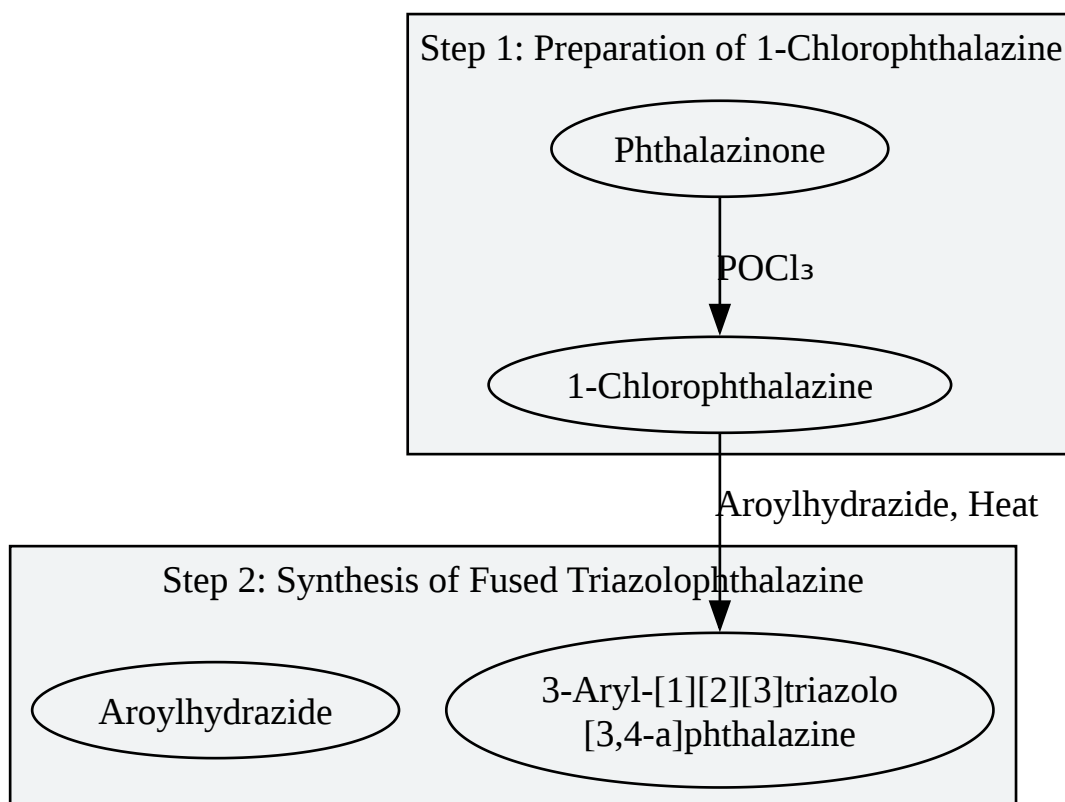 Step 1: Preparation of 1-Chlorophthalazine
Phthalazinone
POCl₃
1-Chlorophthalazine
Aroylhydrazide, Heat
Step 2: Synthesis of Fused Triazolophthalazine
Aroylhydrazide
3-Aryl-[1][2][3]triazolo
[3,4-a]phthalazine